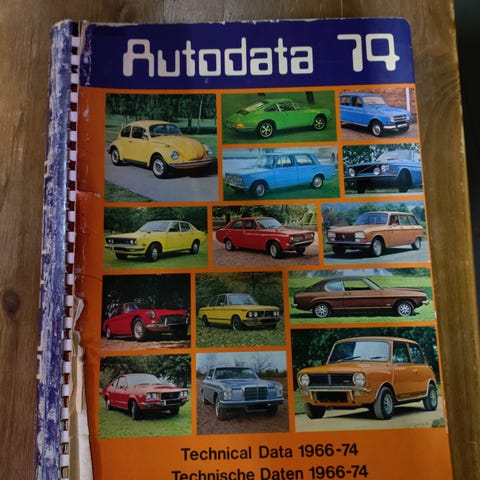 Autodata 74
Technical Data 1966-74
Technische Daten 1966-74